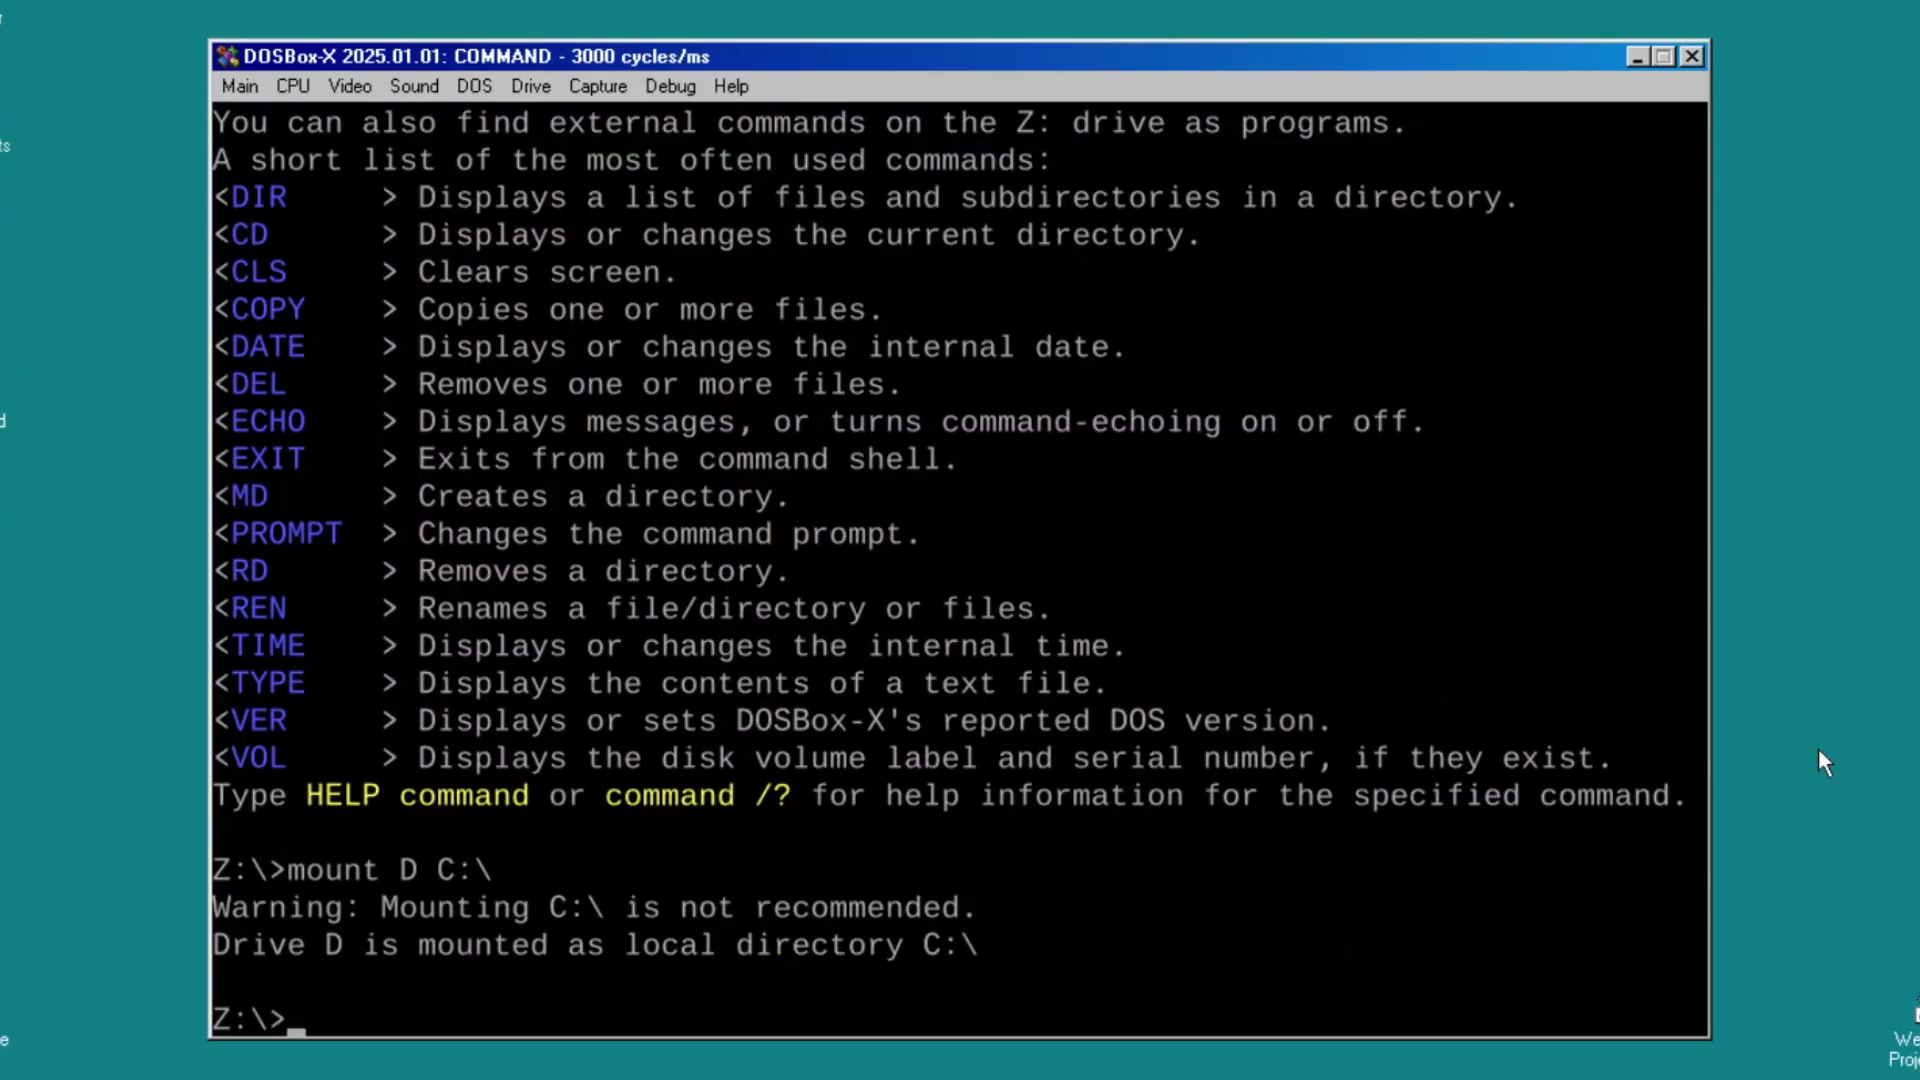 DOSBox-X 2025.01.01: COMMAND - 3000 cycles/ms
Main CPU Video Sound DOS Drive Capture Debug Help
You can also find external commands on the Z: drive as programs.
A short list of the most often used commands:
<DIR     > Displays a list of files and subdirectories in a directory.
<CD      > Displays or changes the current directory.
<CLS     > Clears screen.
<COPY    > Copies one or more files.
<DATE    > Displays or changes the internal date.
<DEL     > Removes one or more files.
<ECHO    > Displays messages, or turns command-echoing on or off.
<EXIT    > Exits from the command shell.
<MD      > Creates a directory.
<PROMPT  > Changes the command prompt.
<RD      > Removes a directory.
<REN     > Renames a file/directory or files.
<TIME    > Displays or changes the internal time.
<TYPE    > Displays the contents of a text file.
<VER     > Displays or sets DOSBox-X's reported DOS version.
<VOL     > Displays the disk volume label and serial number, if they exist.
Type HELP command or command /? for help information for the specified command.
Z:\>mount D C:\
Warning: Mounting C:\ is not recommended.
Drive D is mounted as local directory C:\
Z:\>